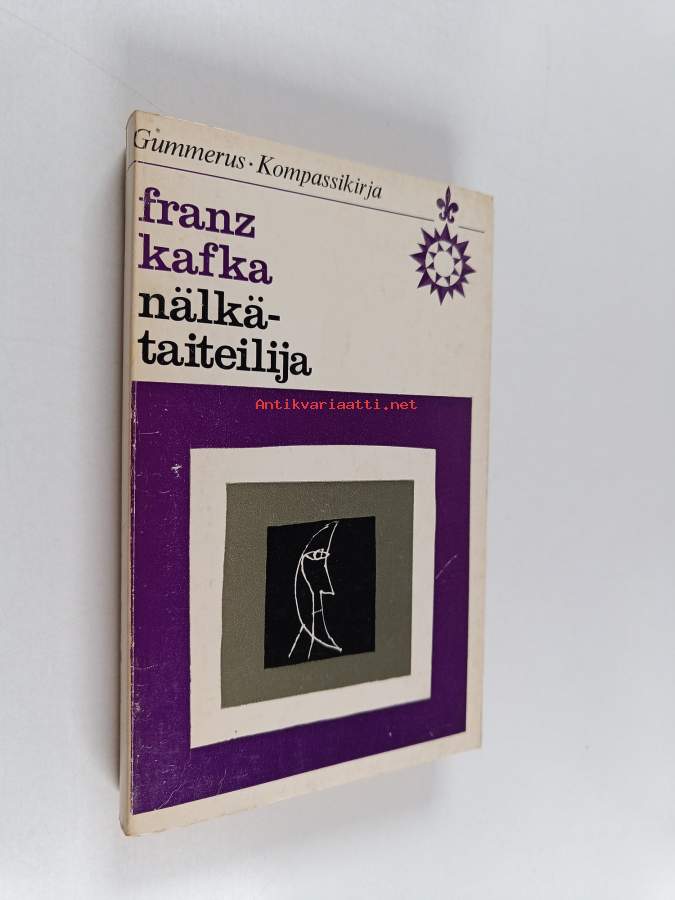 Gummerus · Kompassikirja
franz
kafka
nälkä-
taiteilija
Antikvariaatti.net